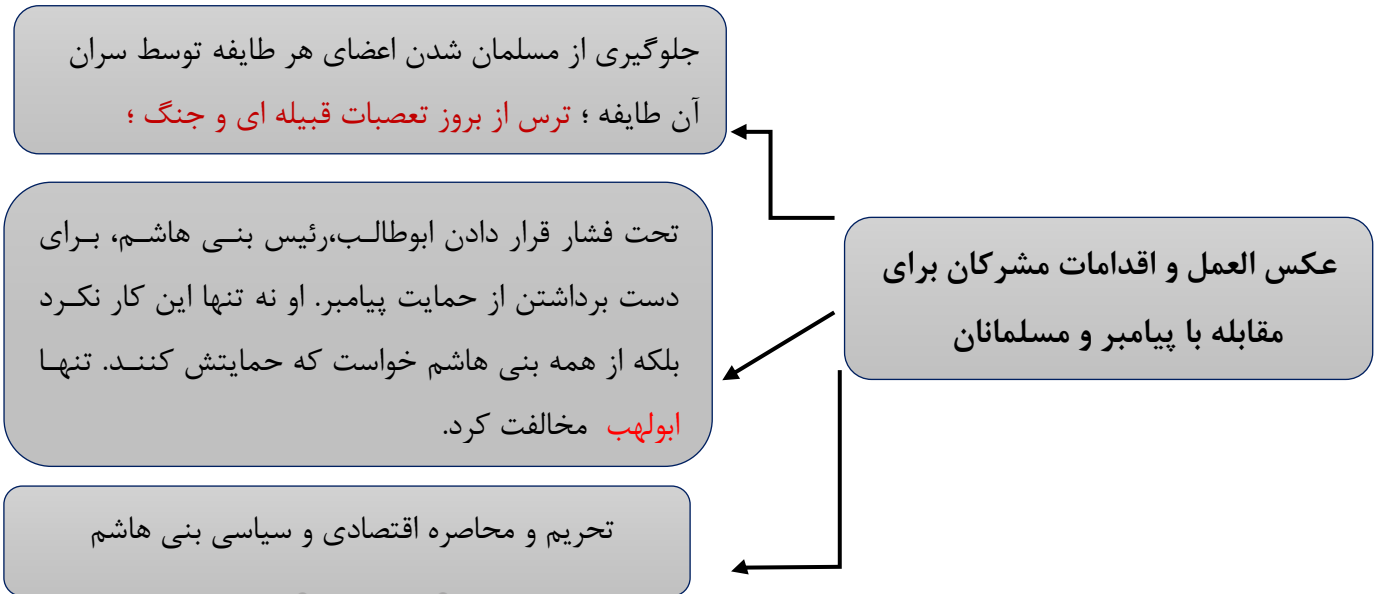 جلوگیری از مسلمان شدن اعضای هر طایفه توسط سران
آن طایفه ؛ ترس از بروز تعصبات قبیله ای و جنگ ؛
تحت فشار قرار دادن ابوطالب،رئیس بنی هاشم، برای
دست برداشتن از حمایت پیامبر. او نه تنها این کار نکرد
بلکه از همه بنی هاشم خواست که حمایتش کنند. تنها
ابولهب مخالفت کرد.
عکس العمل و اقدامات مشرکان برای
مقابله با پیامبر و مسلمانان
تحریم و محاصره اقتصادی و سیاسی بنی هاشم